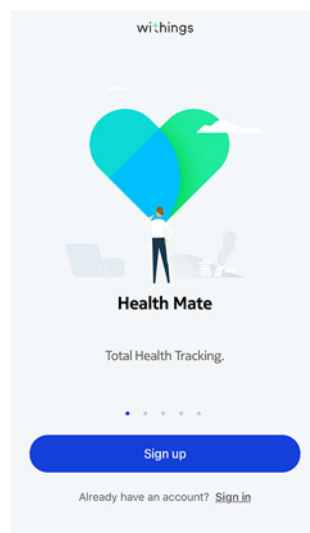 withings
Health Mate
Total Health Tracking.
Sign up
Already have an account? Sign in